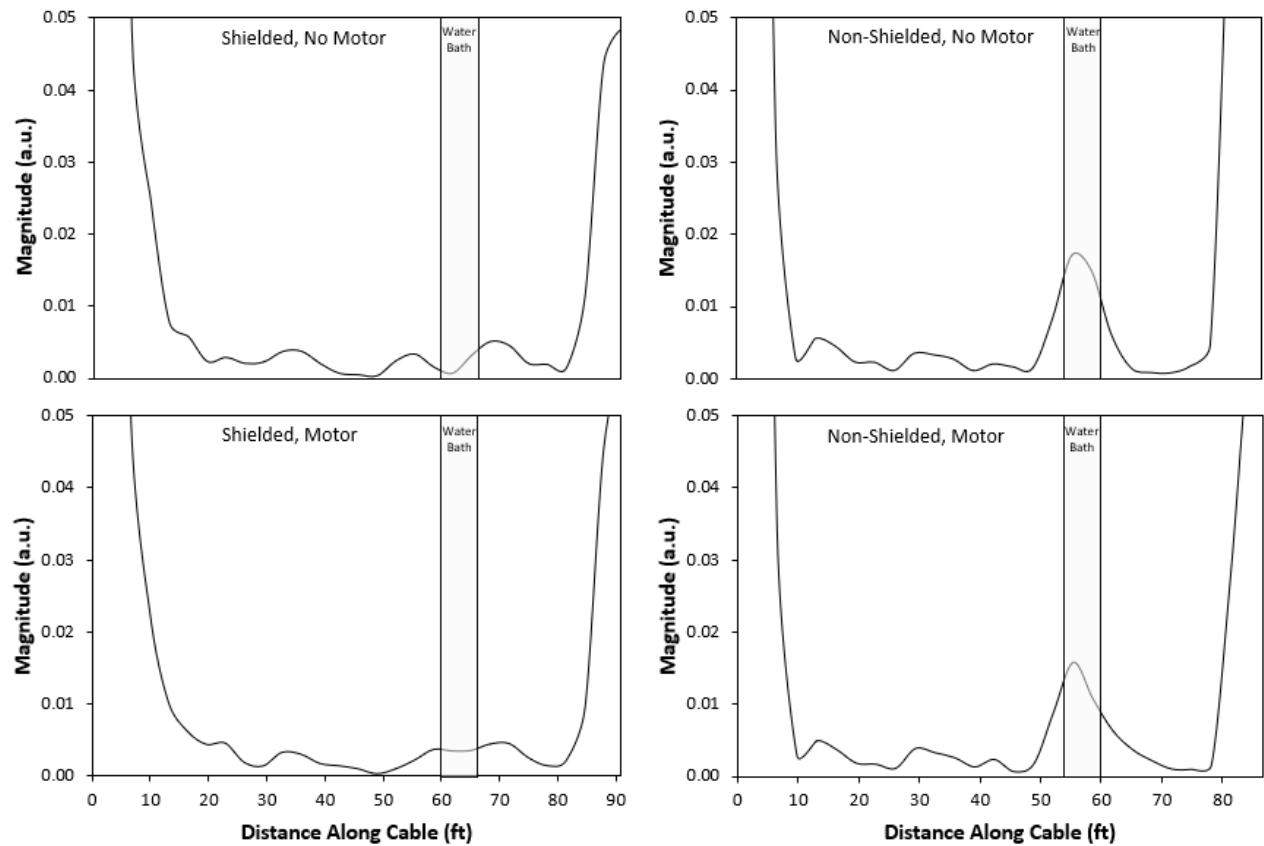 Shielded, No Motor
Water
Bath
Magnitude (a.u.)
0.05
0.04
0.03
0.02
0.01
0.00
Non-Shielded, No Motor
Water
Bath
Magnitude (a.u.)
0.05
0.04
0.03
0.02
0.01
0.00
Shielded, Motor
Water
Bath
Magnitude (a.u.)
0.05
0.04
0.03
0.02
0.01
0.00
0 10 20 30 40 50 60 70 80 90
Distance Along Cable (ft)
Non-Shielded, Motor
Water
Bath
Magnitude (a.u.)
0.05
0.04
0.03
0.02
0.01
0.00
0 10 20 30 40 50 60 70 80
Distance Along Cable (ft)